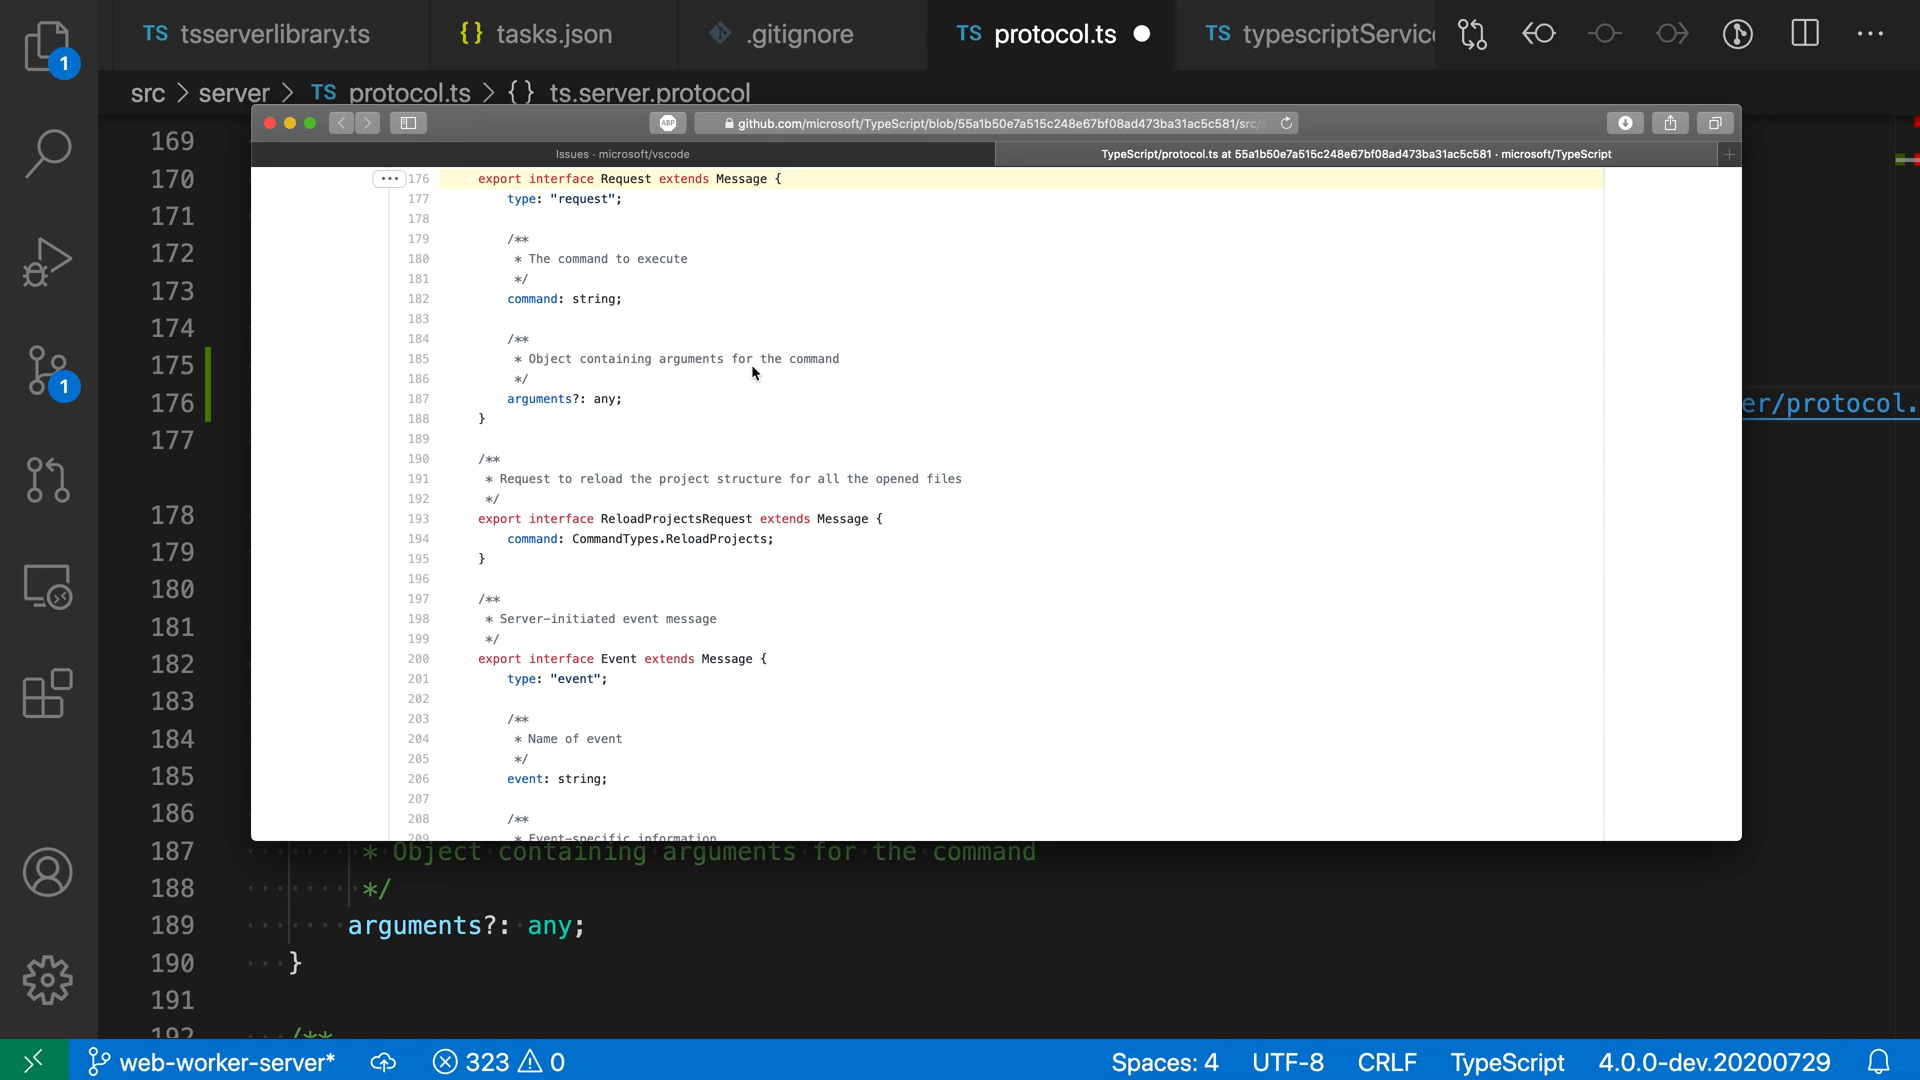 TS tsserverlibrary.ts {} tasks.json .gitignore TS protocol.ts TS typescriptServic
1
src > server > TS protocol.ts > {} ts.server.protocol
ABP github.com/microsoft/TypeScript/blob/55a1b50e7a515c248e67bf08ad473ba31ac5c581/src/
Issues · microsoft/vscode
TypeScript/protocol.ts at 55a1b50e7a515c248e67bf08ad473ba31ac5c581 · microsoft/TypeScript
176 export interface Request extends Message {
177 type: "request";
178
179 /**
180 * The command to execute
181 */
182 command: string;
183
184 /**
185 * Object containing arguments for the command
186 */
187 arguments?: any;
188 }
189
190 /**
191 * Request to reload the project structure for all the opened files
192 */
193 export interface ReloadProjectsRequest extends Message {
194 command: CommandTypes.ReloadProjects;
195 }
196
197 /**
198 * Server-initiated event message
199 */
200 export interface Event extends Message {
201 type: "event";
202
203 /**
204 * Name of event
205 */
206 event: string;
207
208 /**
209 * Event-specific information
169
170
171
172
173
174
175
176 er/protocol.
1
177
178
179
180
181
182
183
184
185
186
187 * Object containing arguments for the command
188 */
189 arguments?: any;
190 }
191
192 /**
web-worker-server* 323 0 Spaces: 4 UTF-8 CRLF TypeScript 4.0.0-dev.20200729